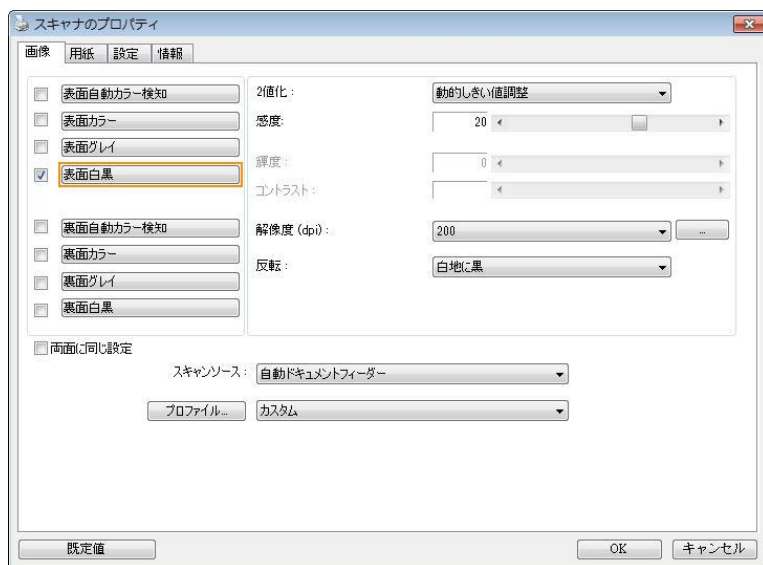 スキャナのプロパティ
画像 用紙 設定 情報
表面自動カラー検知
表面カラー
表面グレイ
表面白黒
裏面自動カラー検知
裏面カラー
裏面グレイ
裏面白黒
2値化： 動的しきい値調整
感度: 20
輝度： 0
コントラスト：
解像度 (dpi)： 200 ...
反転： 白地に黒
両面に同じ設定
スキャンソース： 自動ドキュメントフィーダー
プロファイル... カスタム
既定値 OK キャンセル